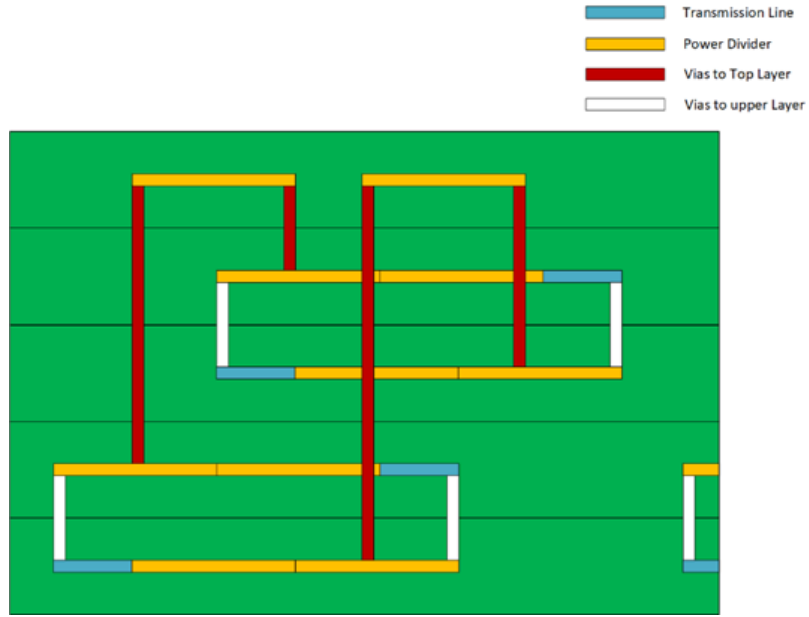 Transmission Line
Power Divider
Vias to Top Layer
Vias to upper Layer